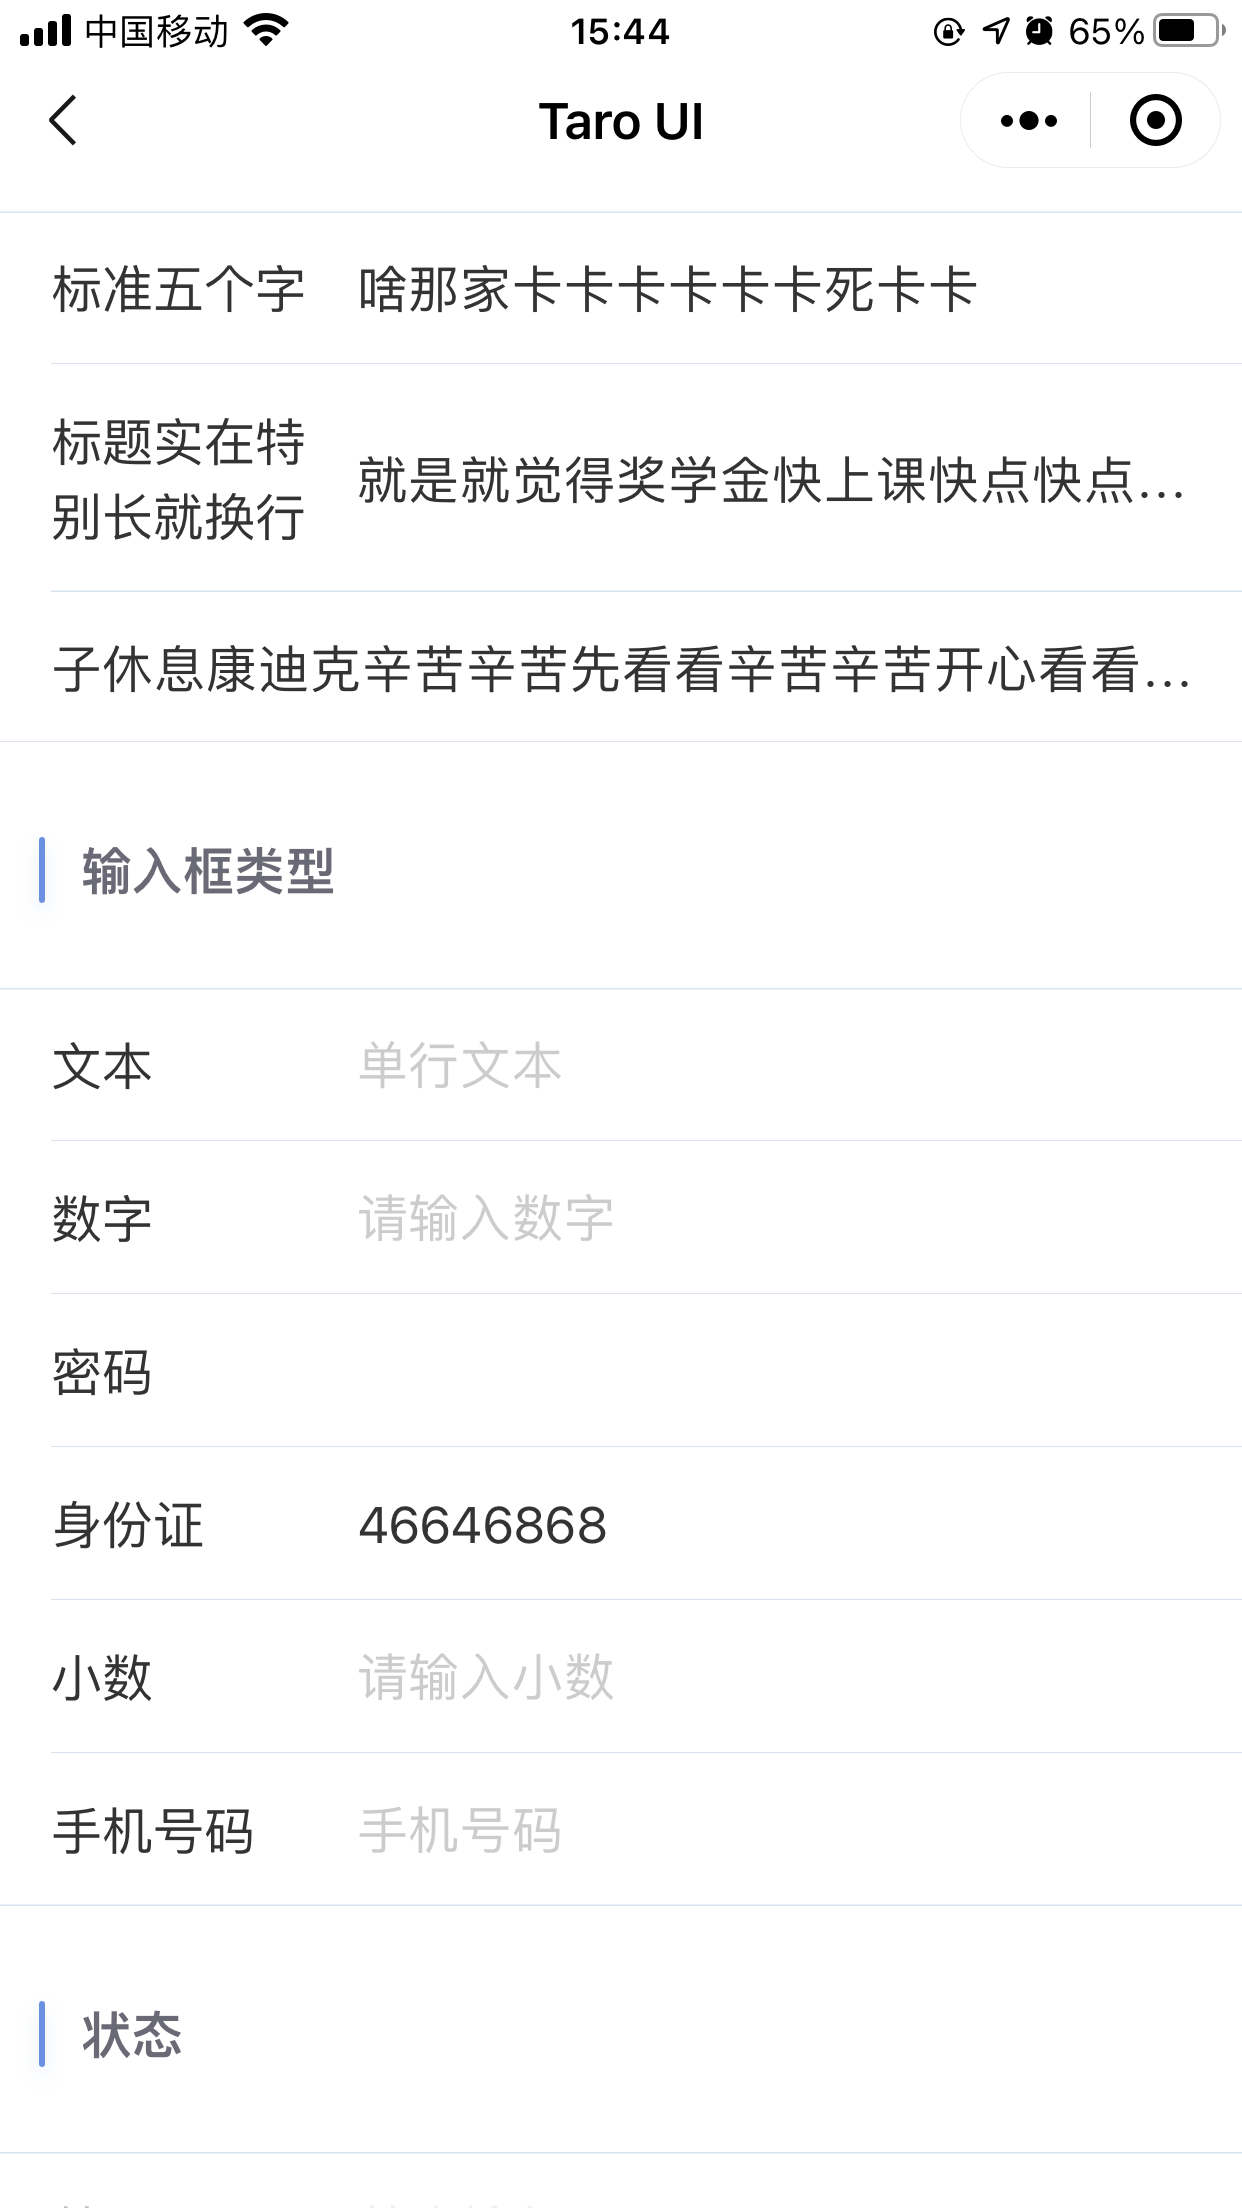 中国移动 15:44 65%
Taro UI
标准五个字 啥那家卡卡卡卡卡卡死卡卡
标题实在特
别长就换行
就是就觉得奖学金快上课快点快点...
子休息康迪克辛苦辛苦先看看辛苦辛苦开心看看...
输入框类型
文本 单行文本
数字 请输入数字
密码
身份证 46646868
小数 请输入小数
手机号码 手机号码
状态